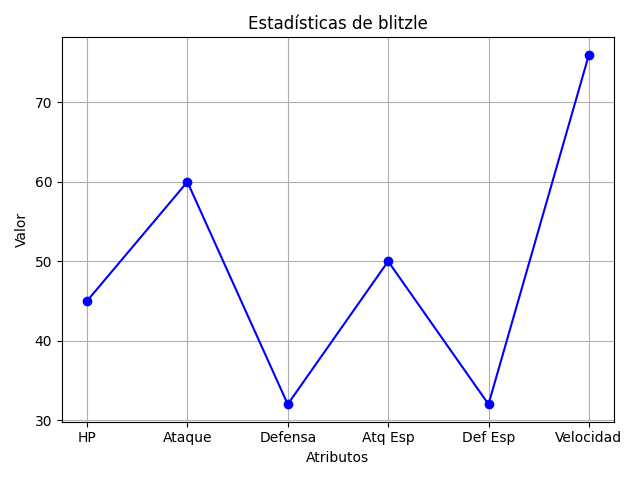 Estadísticas de blitzle
Valor
70
60
50
40
30
HP Ataque Defensa Atq Esp Def Esp Velocidad
Atributos